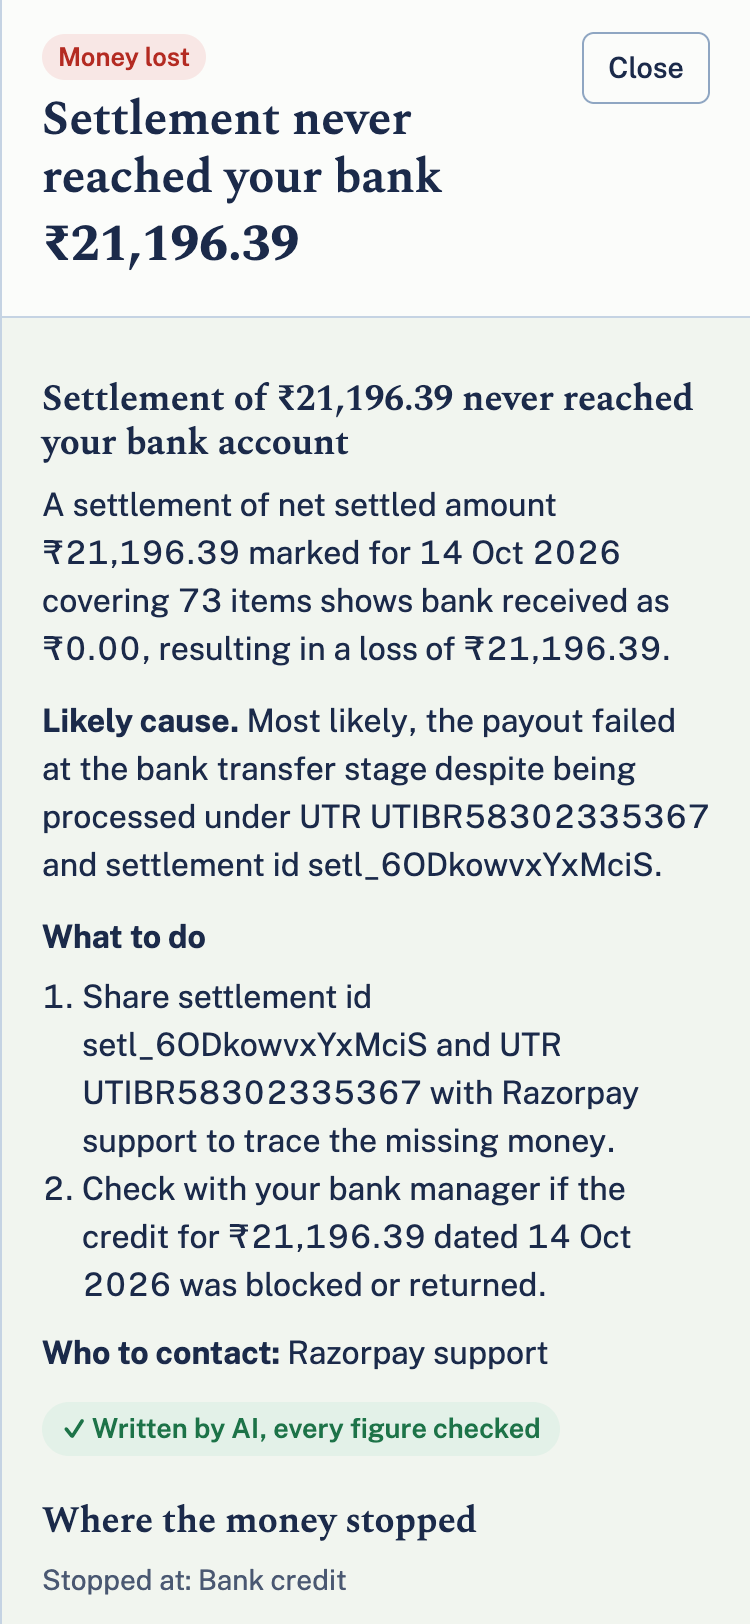 Money lost
Close
Settlement never
reached your bank
₹21,196.39
Settlement of ₹21,196.39 never reached
your bank account
A settlement of net settled amount
₹21,196.39 marked for 14 Oct 2026
covering 73 items shows bank received as
₹0.00, resulting in a loss of ₹21,196.39.
Likely cause. Most likely, the payout failed
at the bank transfer stage despite being
processed under UTR UTIBR58302335367
and settlement id setl_6ODkowvxYxMciS.
What to do
1. Share settlement id
setl_6ODkowvxYxMciS and UTR
UTIBR58302335367 with Razorpay
support to trace the missing money.
2. Check with your bank manager if the
credit for ₹21,196.39 dated 14 Oct
2026 was blocked or returned.
Who to contact: Razorpay support
✓ Written by AI, every figure checked
Where the money stopped
Stopped at: Bank credit